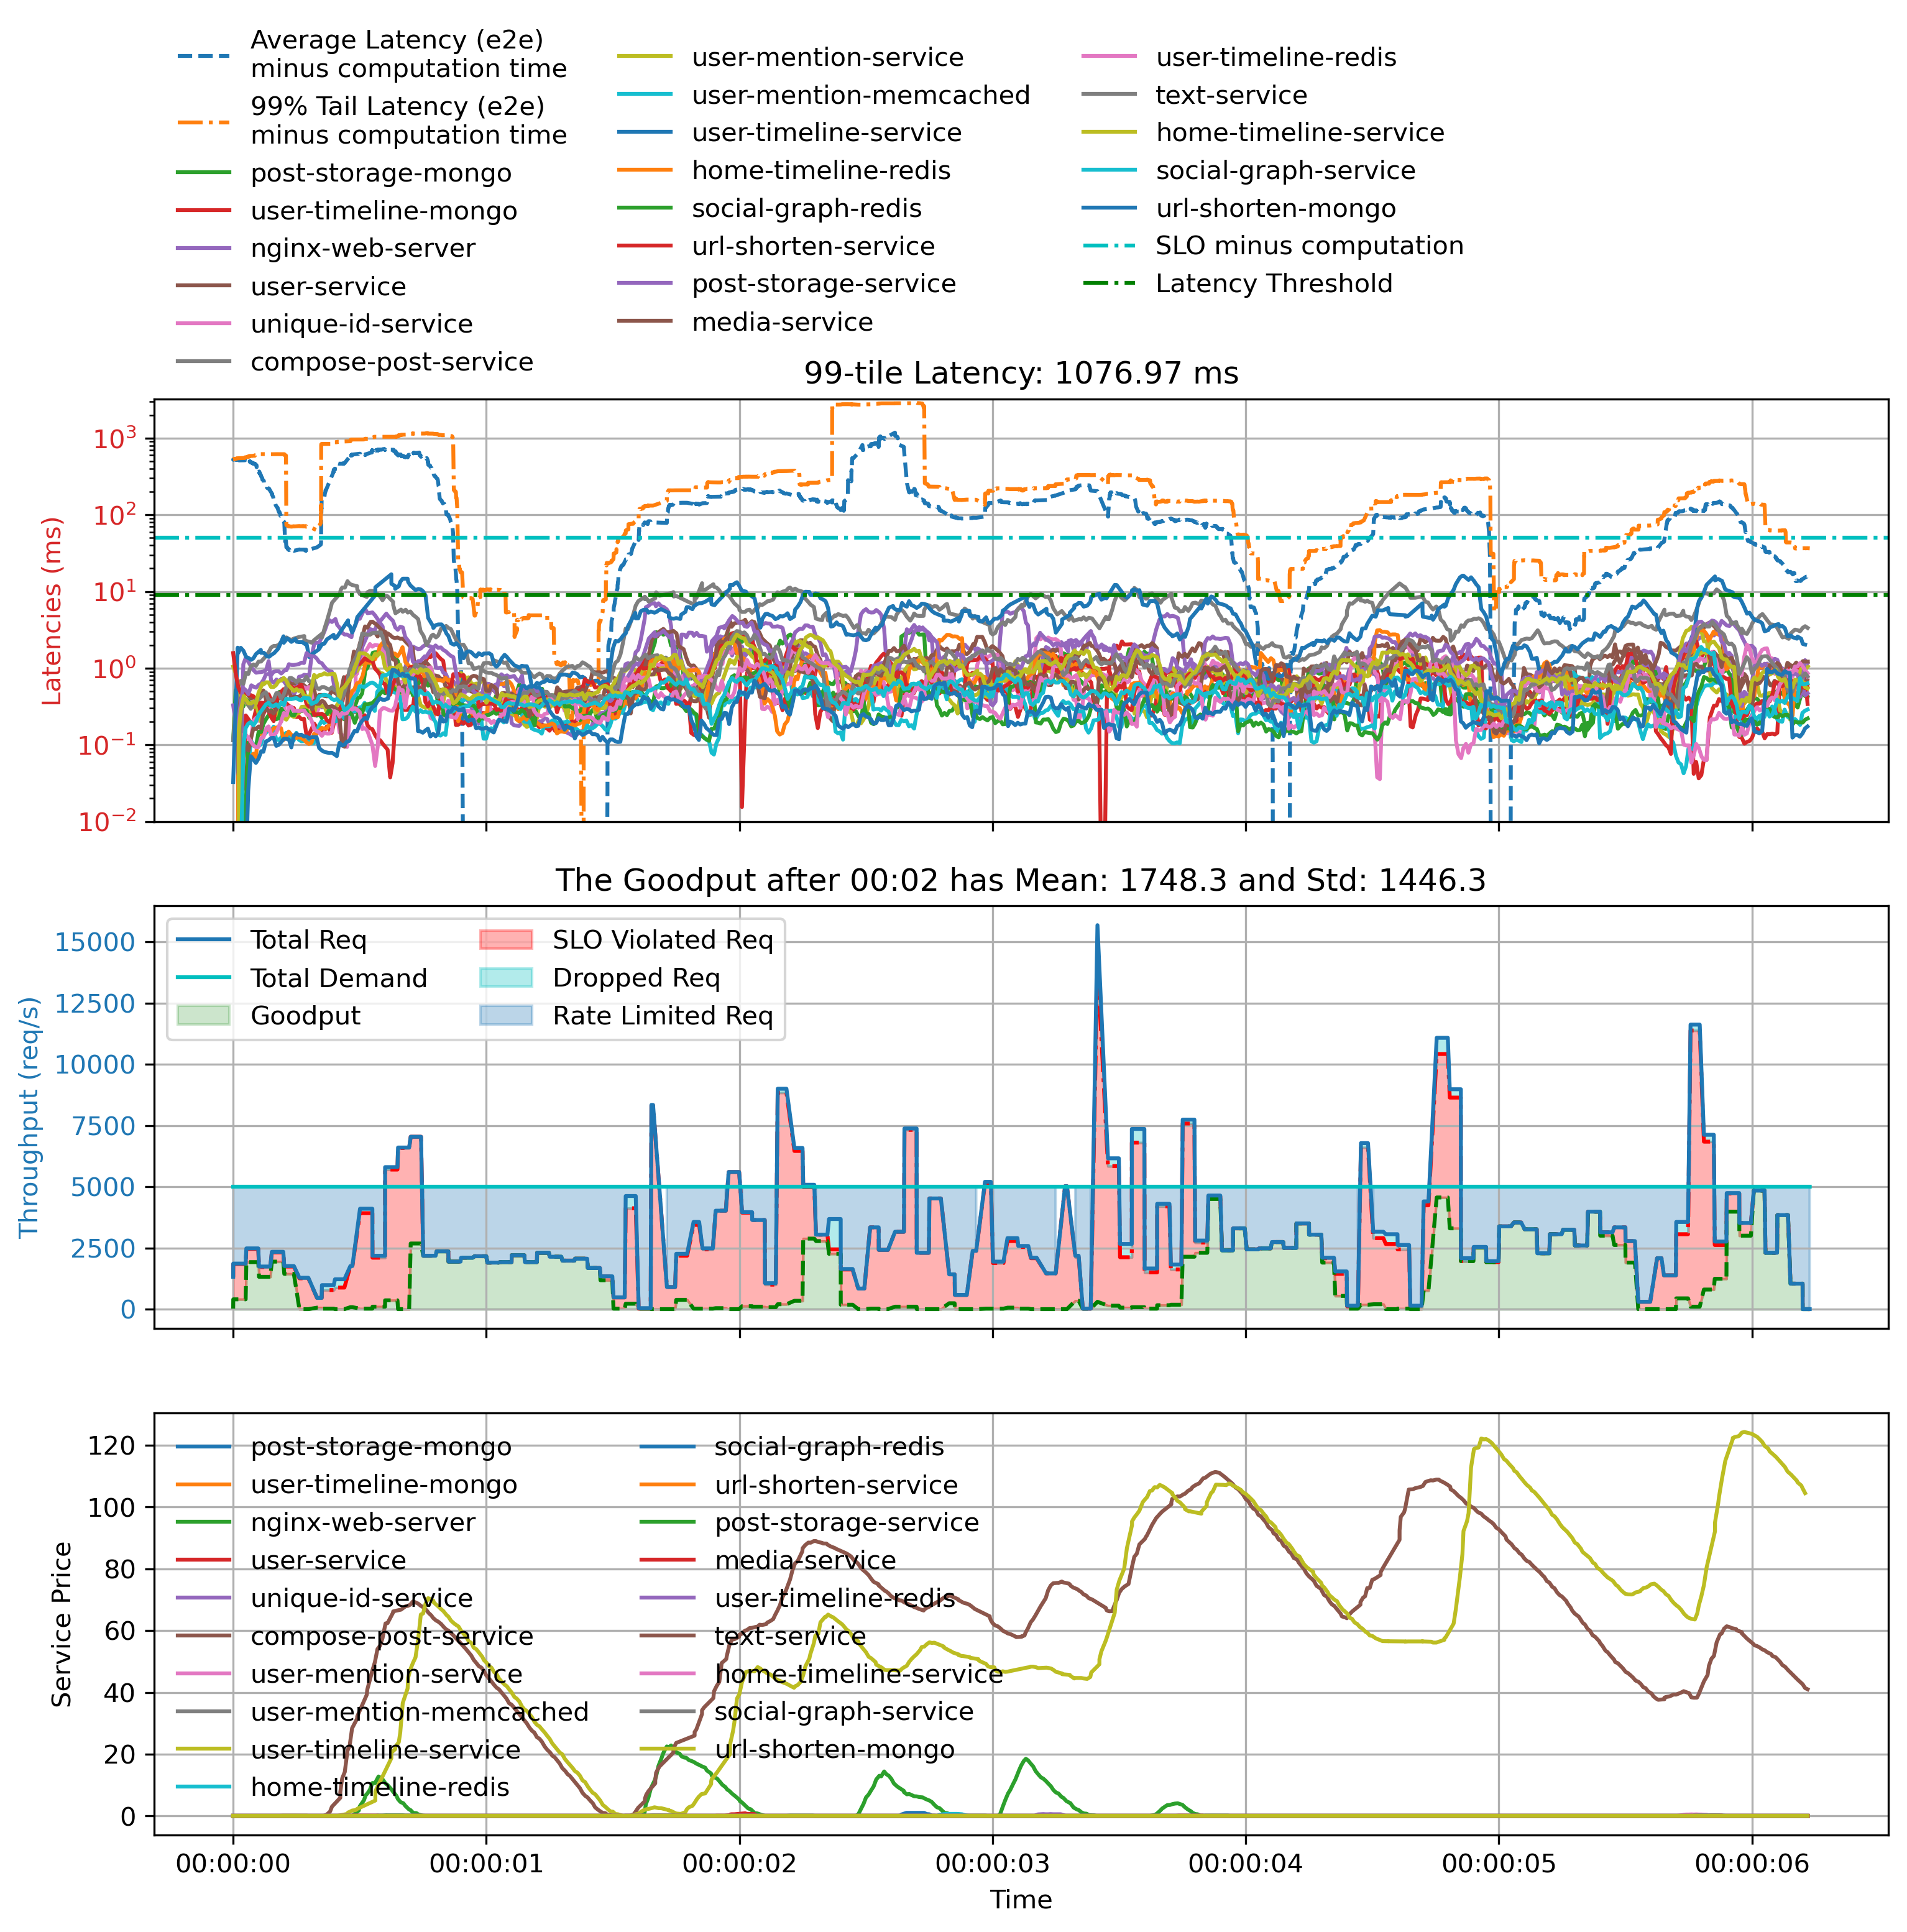 Average Latency (e2e)
minus computation time
99% Tail Latency (e2e)
minus computation time
post-storage-mongo
user-timeline-mongo
nginx-web-server
user-service
unique-id-service
compose-post-service
user-mention-service
user-mention-memcached
user-timeline-service
home-timeline-redis
social-graph-redis
url-shorten-service
post-storage-service
media-service
user-timeline-redis
text-service
home-timeline-service
social-graph-service
url-shorten-mongo
SLO minus computation
Latency Threshold
99-tile Latency: 1076.97 ms
Latencies (ms)
10³
10²
10¹
10⁰
10⁻¹
10⁻²
The Goodput after 00:02 has Mean: 1748.3 and Std: 1446.3
Throughput (req/s)
15000
12500
10000
7500
5000
2500
0
Total Req
Total Demand
Goodput
SLO Violated Req
Dropped Req
Rate Limited Req
Service Price
120
100
80
60
40
20
0
post-storage-mongo
user-timeline-mongo
nginx-web-server
user-service
unique-id-service
compose-post-service
user-mention-service
user-mention-memcached
user-timeline-service
home-timeline-redis
social-graph-redis
url-shorten-service
post-storage-service
media-service
user-timeline-redis
text-service
home-timeline-service
social-graph-service
url-shorten-mongo
00:00:00
00:00:01
00:00:02
00:00:03
00:00:04
00:00:05
00:00:06
Time